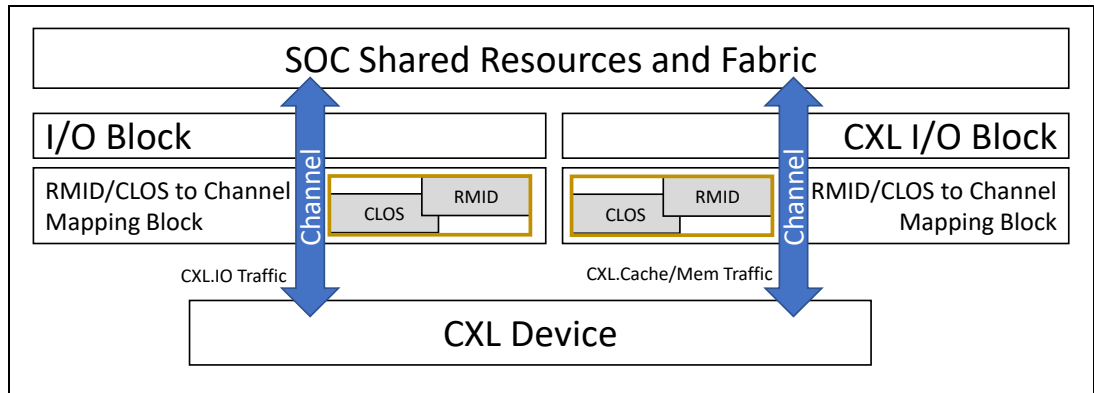 SOC Shared Resources and Fabric
I/O Block
CXL I/O Block
RMID/CLOS to Channel
Mapping Block
CLOS
RMID
Channel
CLOS
RMID
Channel
RMID/CLOS to Channel
Mapping Block
CXL.IO Traffic
CXL.Cache/Mem Traffic
CXL Device